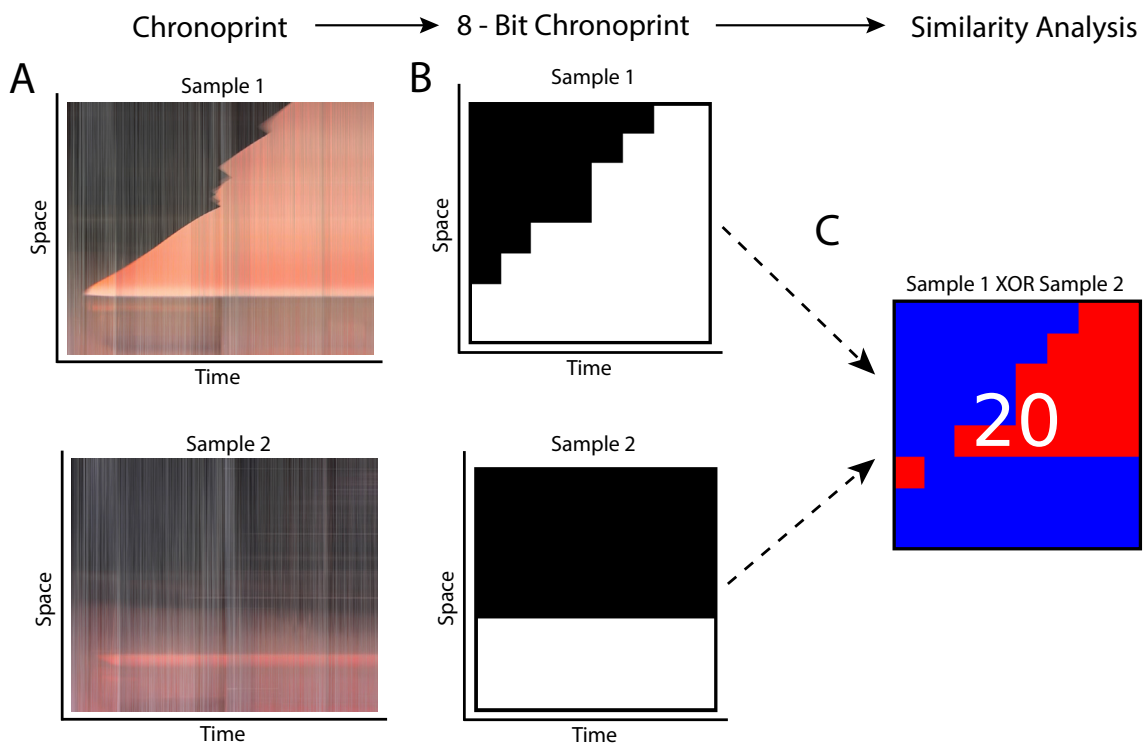 Chronoprint
8 - Bit Chronoprint
Similarity Analysis
A
Sample 1
Space
Time
B
Sample 1
Space
Time
C
Sample 1 XOR Sample 2
20
Sample 2
Space
Time
Sample 2
Space
Time